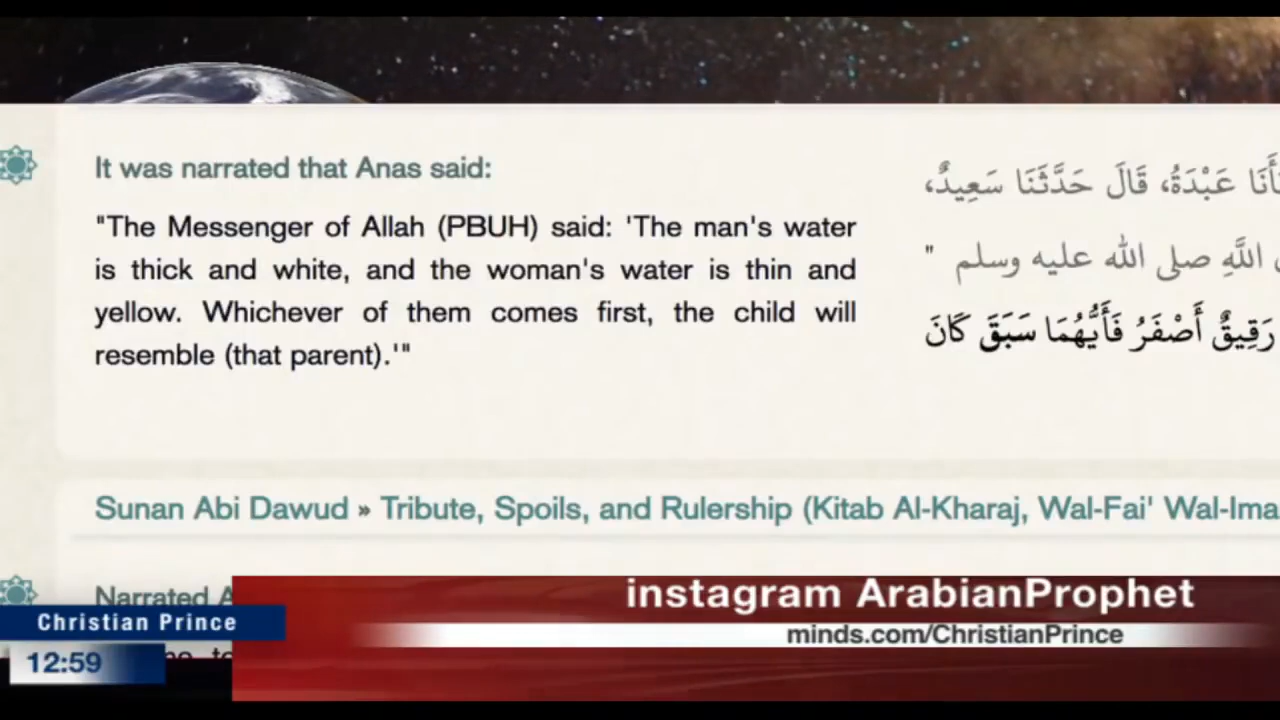 It was narrated that Anas said:
"The Messenger of Allah (PBUH) said: 'The man's water
is thick and white, and the woman's water is thin and
yellow. Whichever of them comes first, the child will
resemble (that parent).'"
عَبْدَةُ، قَالَ حَدَّثَنَا سَعِيدٌ،
اللَّهِ صلى الله عليه وسلم "
رَقِيقٌ أَصْفَرُ فَأَيُّهُمَا سَبَقَ كَانَ
Sunan Abi Dawud » Tribute, Spoils, and Rulership (Kitab Al-Kharaj, Wal-Fai' Wal-Ima
Narrated A
instagram ArabianProphet
Christian Prince
minds.com/ChristianPrince
12:59